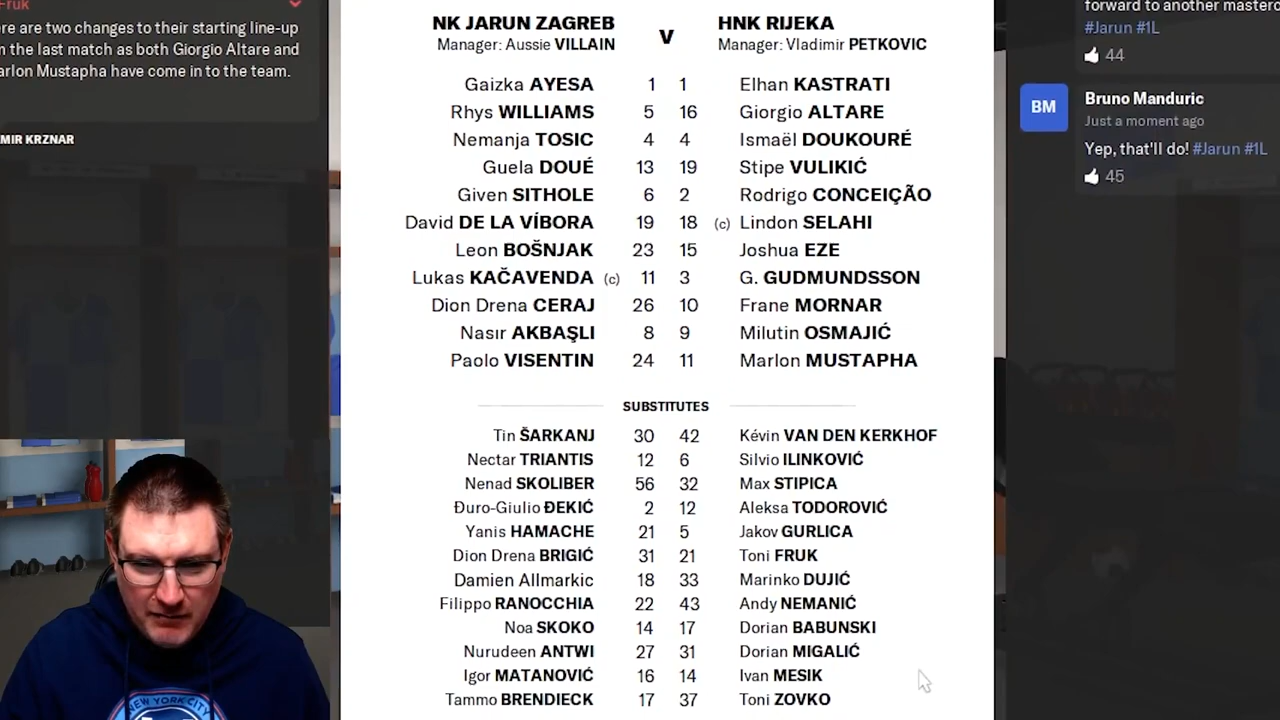 Fruk
ere are two changes to their starting line-up
the last match as both Giorgio Altare and
arlon Mustapha have come in to the team.
MIR KRZNAR
NK JARUN ZAGREB V HNK RIJEKA
Manager: Aussie VILLAIN Manager: Vladimir PETKOVIC
Gaizka AYESA 1 1 Elhan KASTRATI
Rhys WILLIAMS 5 16 Giorgio ALTARE
Nemanja TOSIC 4 4 Ismaël DOUKOURÉ
Guela DOUÉ 13 19 Stipe VULIKIĆ
Given SITHOLE 6 2 Rodrigo CONCEIÇÃO
David DE LA VÍBORA 19 18 (c) Lindon SELAHI
Leon BOŠNJAK 23 15 Joshua EZE
Lukas KAČAVENDA (c) 11 3 G. GUDMUNDSSON
Dion Drena CERAJ 26 10 Frane MORNAR
Nasır AKBAŞLI 8 9 Milutin OSMAJIĆ
Paolo VISENTIN 24 11 Marlon MUSTAPHA
SUBSTITUTES
Tin ŠARKANJ 30 42 Kévin VAN DEN KERKHOF
Nectar TRIANTIS 12 6 Silvio ILINKOVIĆ
Nenad SKOLIBER 56 32 Max STIPICA
Đuro-Giulio ĐEKIĆ 2 12 Aleksa TODOROVIĆ
Yanis HAMACHE 21 5 Jakov GURLICA
Dion Drena BRIGIĆ 31 21 Toni FRUK
Damien Allmarkic 18 33 Marinko DUJIĆ
Filippo RANOCCHIA 22 43 Andy NEMANIĆ
Noa SKOKO 14 17 Dorian BABUNSKI
Nurudeen ANTWI 27 31 Dorian MIGALIĆ
Igor MATANOVIĆ 16 14 Ivan MESIK
Tammo BRENDIECK 17 37 Toni ZOVKO
forward to another masterc
#Jarun #1L
44
BM
Bruno Manduric
Just a moment ago
Yep, that'll do! #Jarun #1L
45
NEW YORK CITY